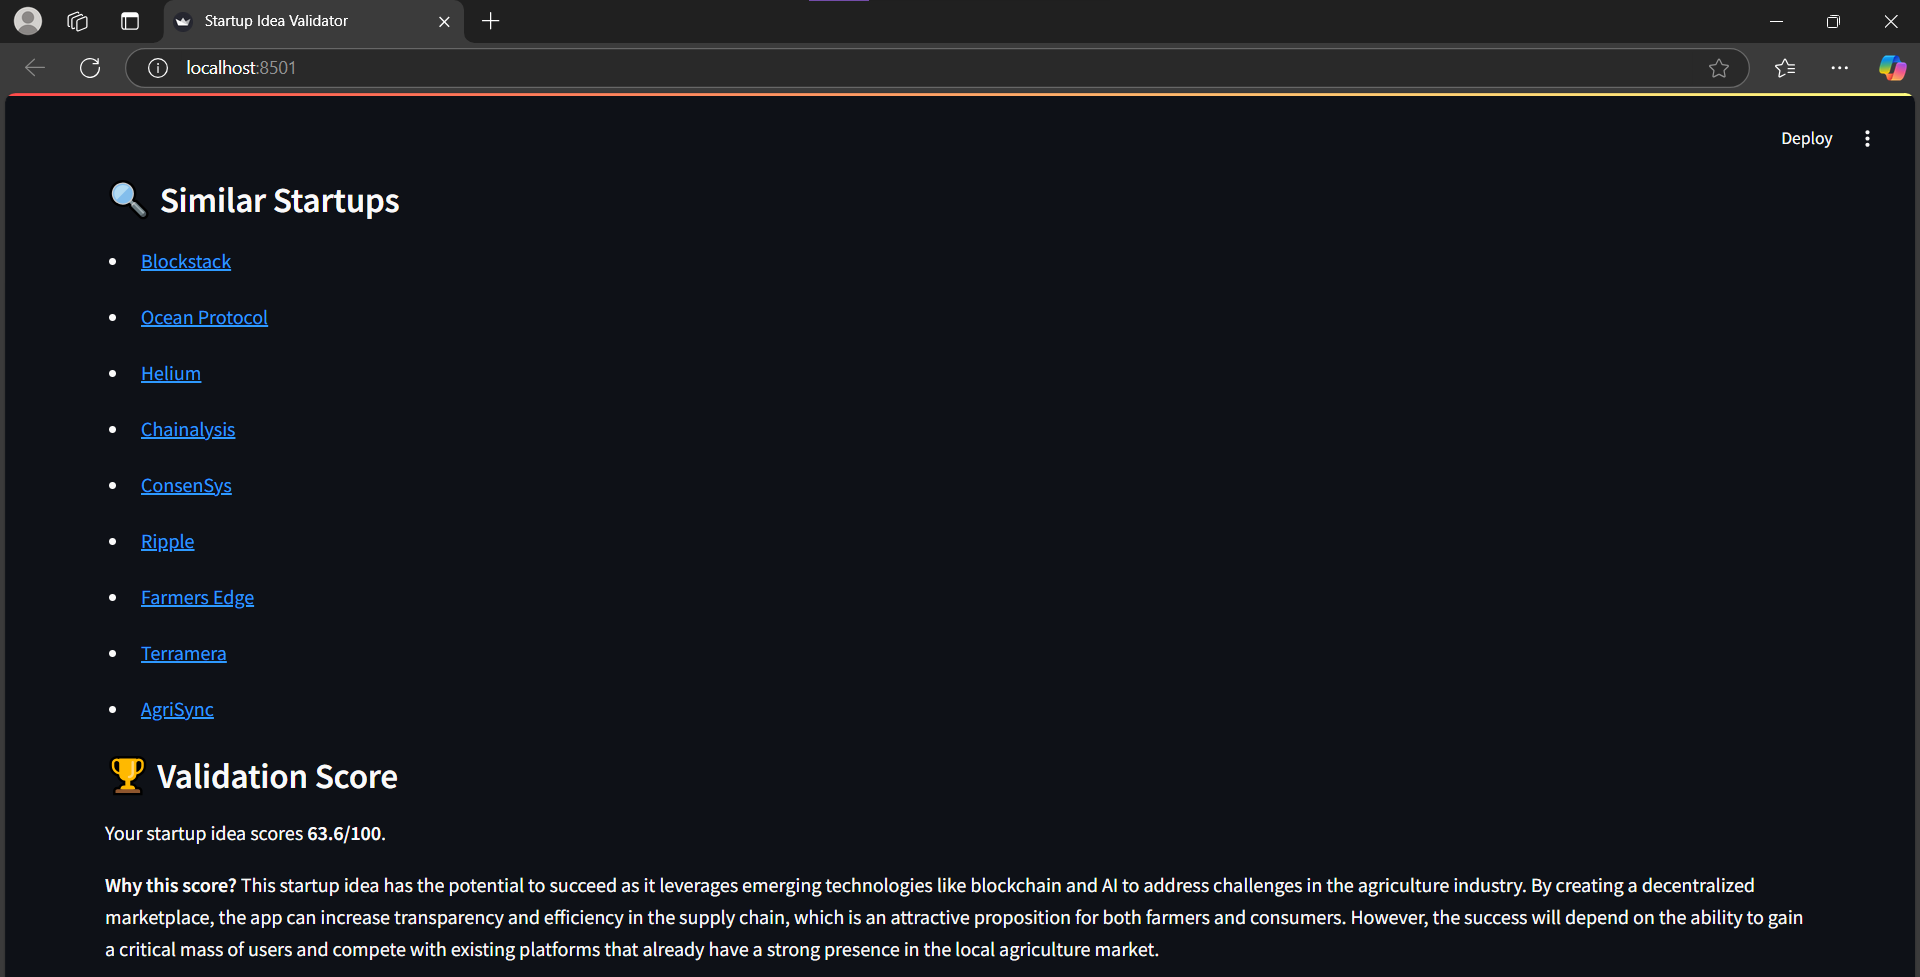 Startup Idea Validator
localhost:8501
Deploy
Similar Startups
Blockstack
Ocean Protocol
Helium
Chainalysis
ConsenSys
Ripple
Farmers Edge
Terramera
AgriSync
Validation Score
Your startup idea scores 63.6/100.
Why this score? This startup idea has the potential to succeed as it leverages emerging technologies like blockchain and AI to address challenges in the agriculture industry. By creating a decentralized
marketplace, the app can increase transparency and efficiency in the supply chain, which is an attractive proposition for both farmers and consumers. However, the success will depend on the ability to gain
a critical mass of users and compete with existing platforms that already have a strong presence in the local agriculture market.